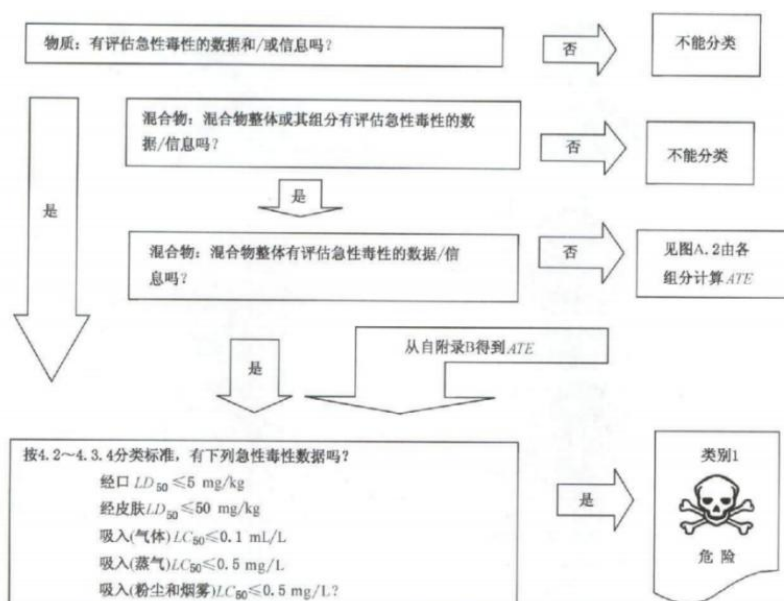 物质：有评估急性毒性的数据和/或信息吗？
否
不能分类
混合物：混合物整体或其组分有评估急性毒性的数
据/信息吗？
否
不能分类
是
是
混合物：混合物整体有评估急性毒性的数据/信
息吗？
否
见图A.2由各
组分计算ATE
是
从自附录B得到ATE
按4.2～4.3.4分类标准，有下列急性毒性数据吗？
经口LD50≤5 mg/kg
经皮肤LD50≤50 mg/kg
吸入(气体)LC50≤0.1 mL/L
吸入(蒸气)LC50≤0.5 mg/L
吸入(粉尘和烟雾)LC50≤0.5 mg/L？
是
类别1
危 险